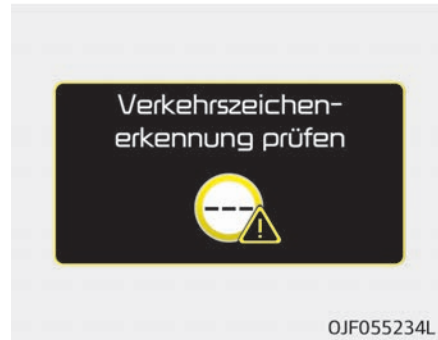 Verkehrszeichen-
erkennung prüfen
---
!
OJF055234L